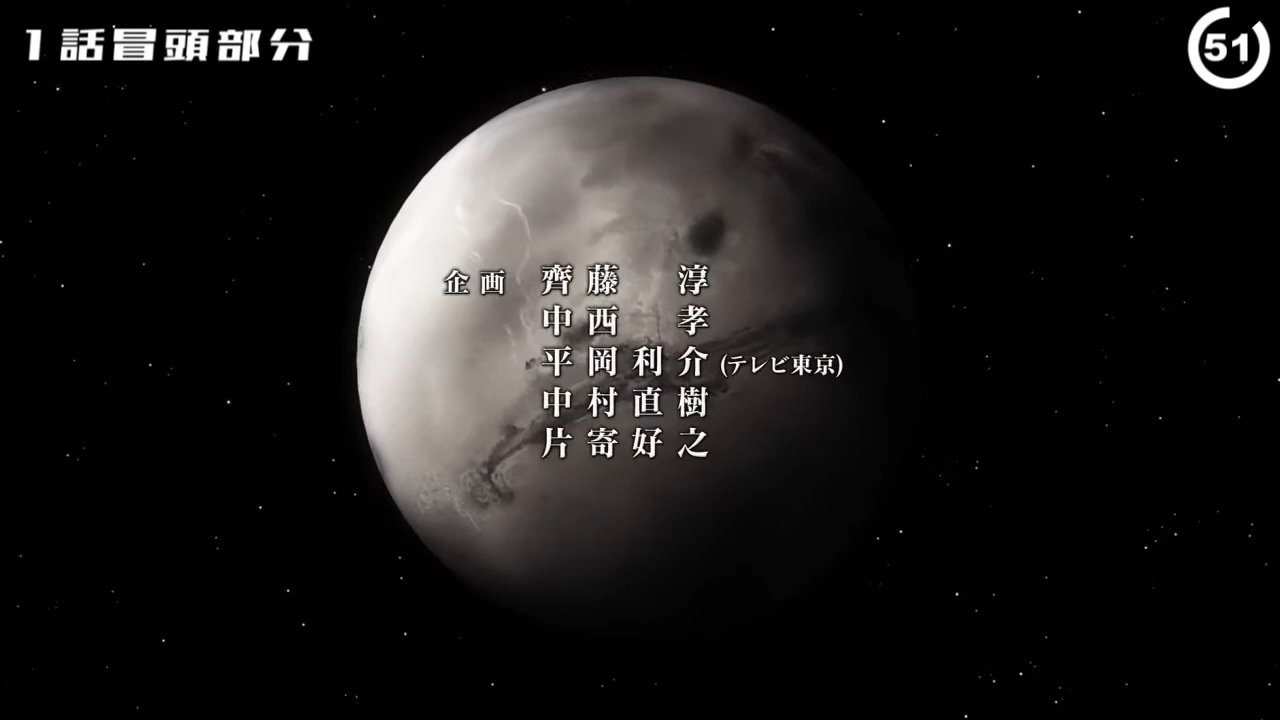 1話冒頭部分
51
企画 齊藤 淳
中西 孝
平岡利介(テレビ東京)
中村直樹
片寄好之